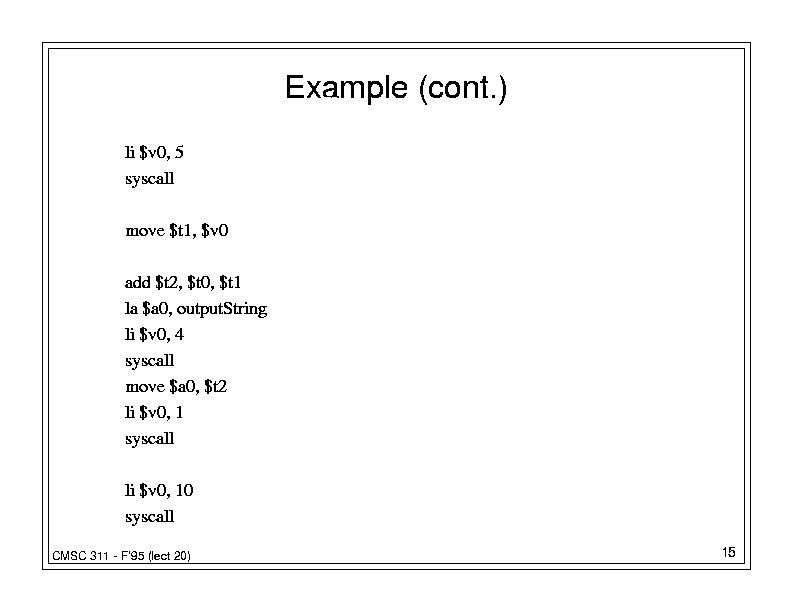 Example (cont.)
li $v0, 5
syscall
move $t1, $v0
add $t2, $t0, $t1
la $a0, outputString
li $v0, 4
syscall
move $a0, $t2
li $v0, 1
syscall
li $v0, 10
syscall
CMSC 311 - F'95 (lect 20)
15